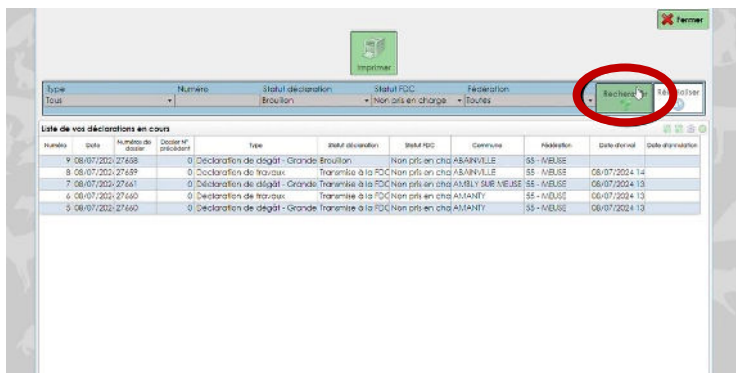 Fermer
Imprimer
Type Numéro Statut déclaration Statut FDC Fédération
Tous Brouillon Non pris en charge Toutes
Rechercher
Liste de vos déclarations en cours
Numéro Date Numéros de dossier Dossier N° précédent Type Statut déclaration Statut FDC Commune Fédération Date d'envoi Date d'annulation
9 08/07/202 27658 0 Déclaration de dégât - Grande Brouillon Non pris en cha ABAINVILLE 55 - MEUSE
8 08/07/202 27659 0 Déclaration de travaux Transmise à la FDC Non pris en cha ABAINVILLE 55 - MEUSE 08/07/2024 14
7 08/07/202 27661 0 Déclaration de dégât - Grande Transmise à la FDC Non pris en cha AMBLY SUR MEUSE 55 - MEUSE 08/07/2024 13
6 08/07/202 27660 0 Déclaration de travaux Transmise à la FDC Non pris en cha AMANTY 55 - MEUSE 08/07/2024 13
5 08/07/202 27660 0 Déclaration de dégât - Grande Transmise à la FDC Non pris en cha AMANTY 55 - MEUSE 08/07/2024 13